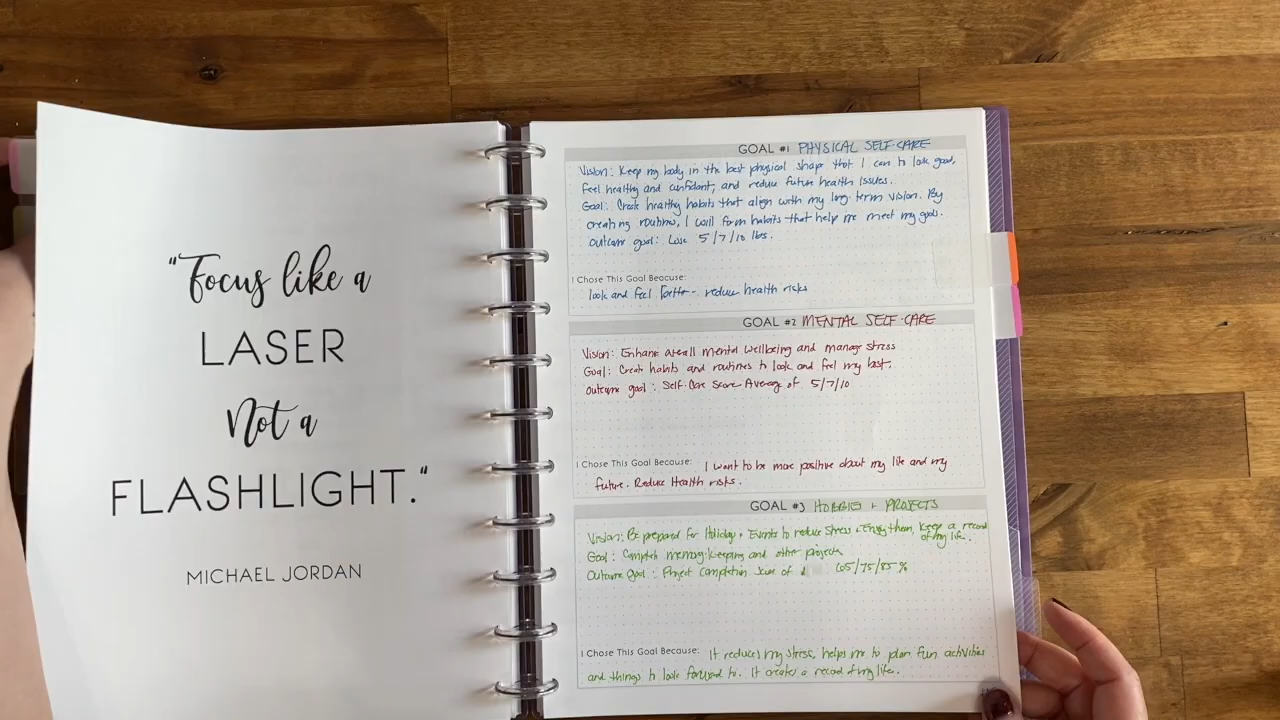 "Focus like a
LASER
Not a
FLASHLIGHT."
MICHAEL JORDAN
GOAL #1 PHYSICAL SELF-CARE
Vision: Keep my body in the best physical shape that I can to look good,
feel healthy and confident, and reduce future health issues.
Goal: Create healthy habits that align with my long term vision. By
creating routines, I will form habits that help me meet my goals.
Outcome goal: Lose 5/7/10 lbs.
I Chose This Goal Because:
look and feel better - reduce health risks
GOAL #2 MENTAL SELF-CARE
Vision: Enhance overall mental wellbeing and manage stress
Goal: Create habits and routines to look and feel my best.
Outcome goal: Self-Care Score Average of 5/7/10
I Chose This Goal Because: I want to be more positive about my life and my
future. Reduce Health risks.
GOAL #3 HOBBIES + PROJECTS
Vision: Be prepared for Holidays + Events to reduce stress + Enjoy them, Keep a record
of my life.
Goal: Complete memory keeping and other projects
Outcome Goal: Project completion score of 65/75/85%
I Chose This Goal Because: It reduces my stress, helps me to plan fun activities
and things to look forward to. It creates a record of my life.